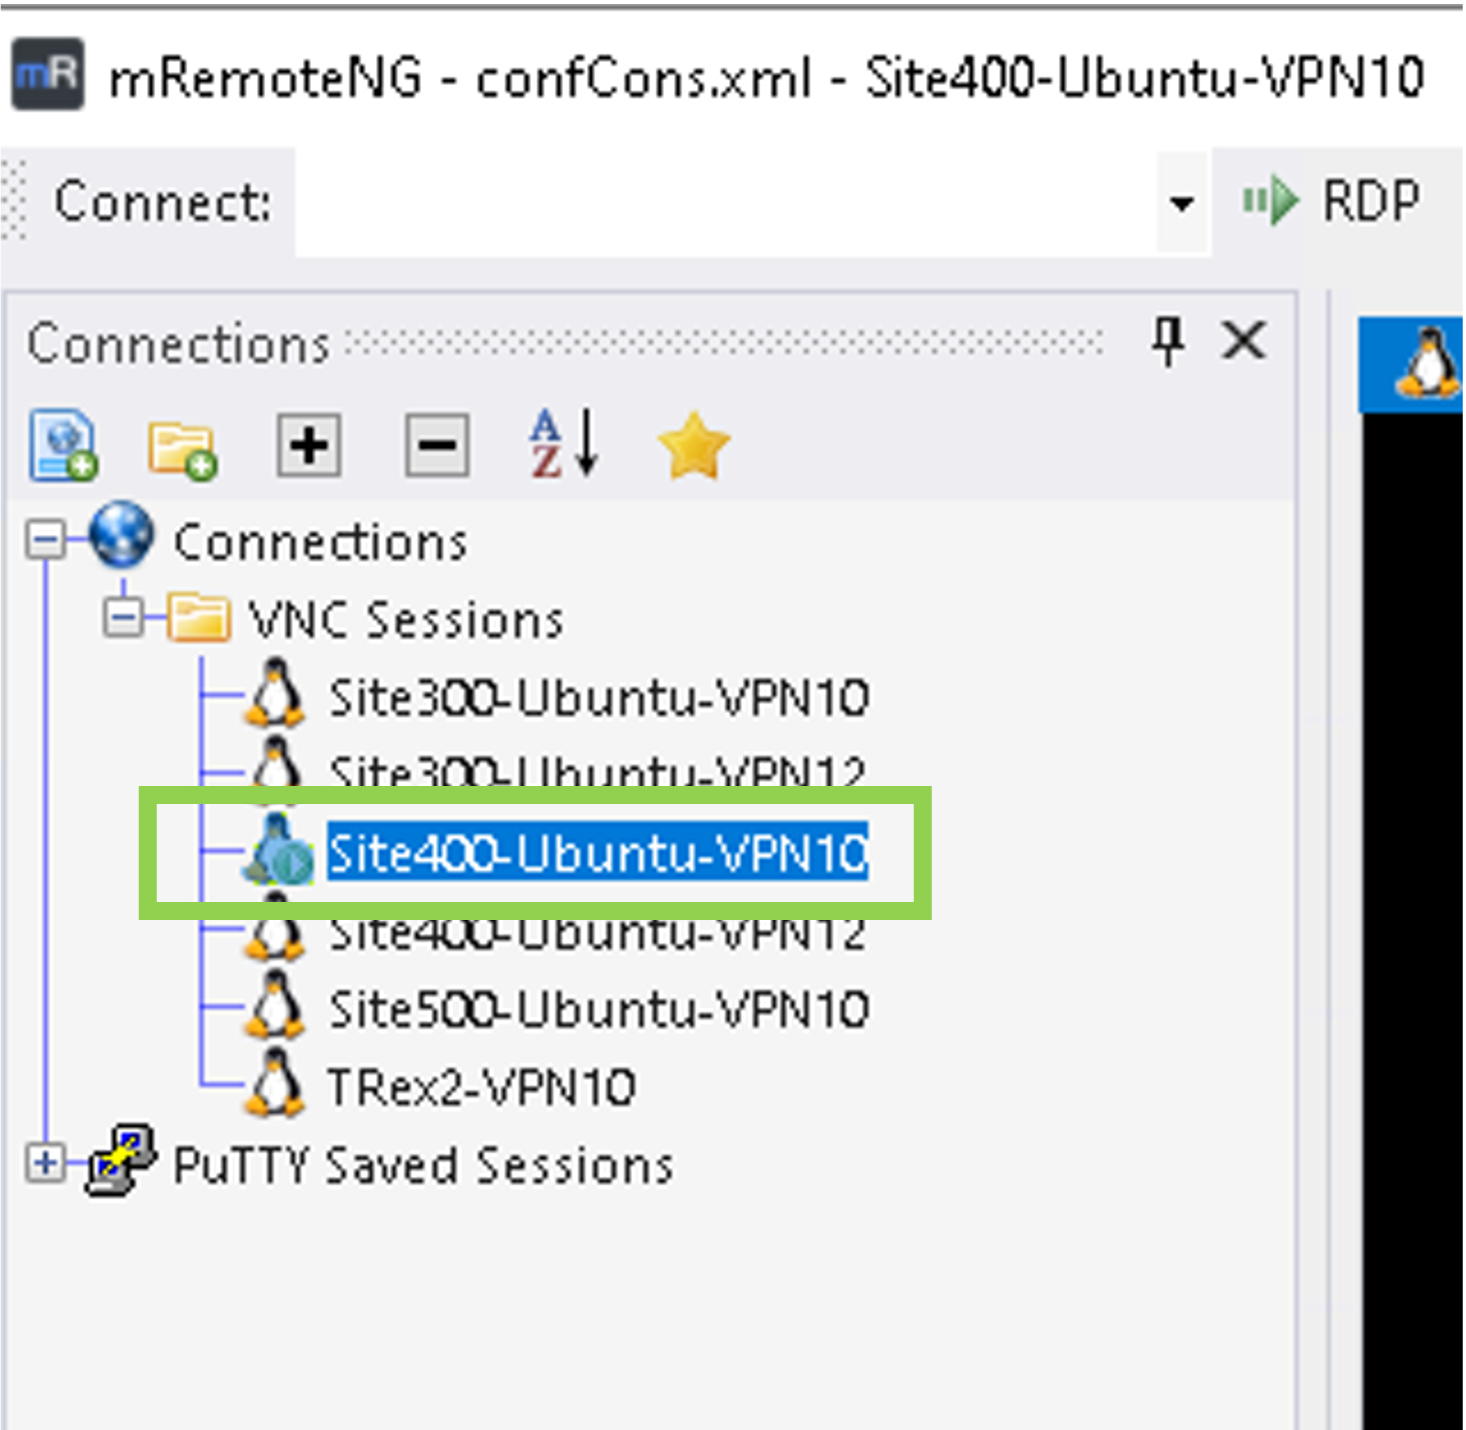 mR mRemoteNG - confCons.xml - Site400-Ubuntu-VPN10
Connect: RDP
Connections
A
Z
Connections
VNC Sessions
Site300-Ubuntu-VPN10
Site300-Ubuntu-VPN12
Site400-Ubuntu-VPN10
Site400-Ubuntu-VPN12
Site500-Ubuntu-VPN10
TRex2-VPN10
PuTTY Saved Sessions